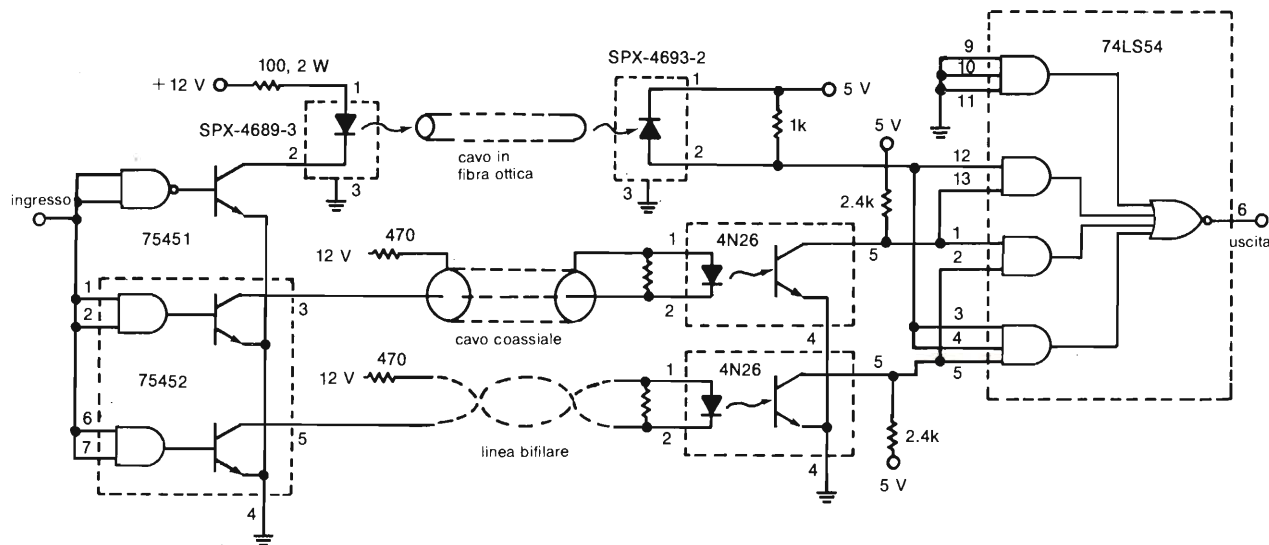 +12 V
100, 2 W
1
SPX-4689-3
2
3
cavo in
fibra ottica
SPX-4693-2
1
2
3
5 V
1k
5 V
2.4k
74LS54
9
10
11
12
13
1
2
3
4
5
6
uscita
ingresso
75451
1
2
3
75452
6
7
5
4
12 V
470
cavo coassiale
1
2
4N26
5
4
12 V
470
linea bifilare
1
2
4N26
5
4
2.4k
5 V